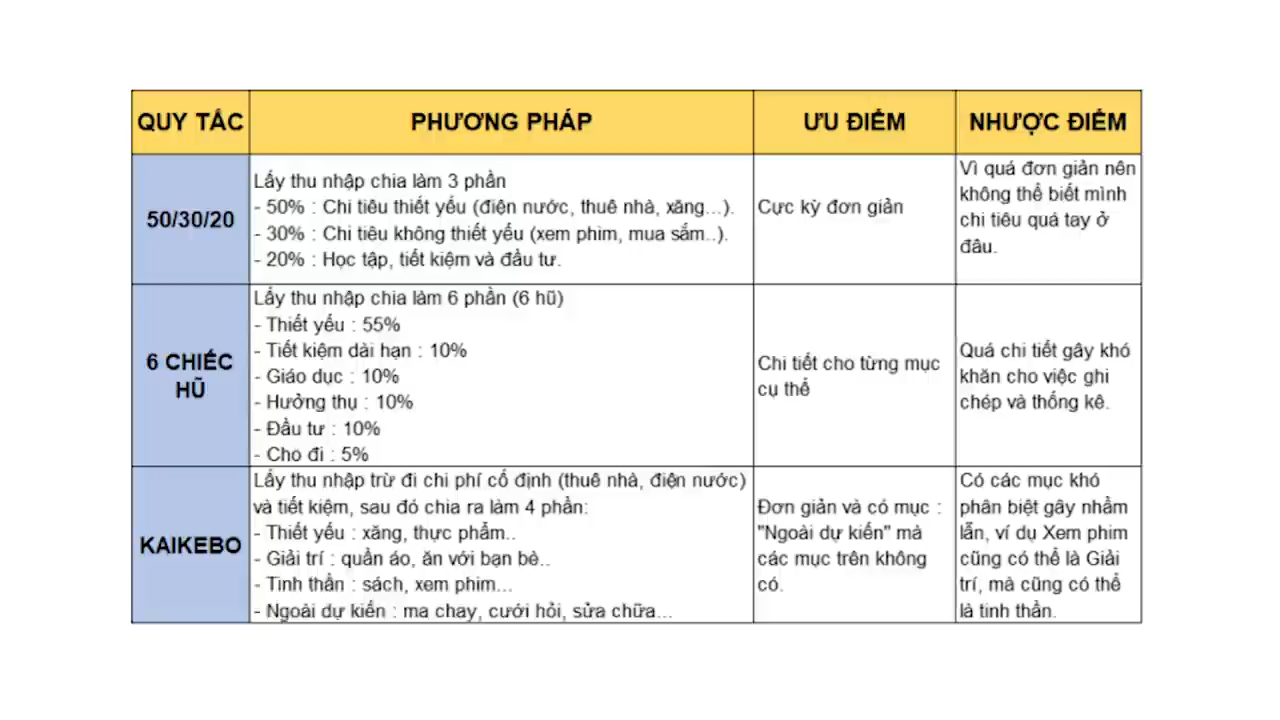 QUY TẮC
PHƯƠNG PHÁP
ƯU ĐIỂM
NHƯỢC ĐIỂM
50/30/20
Lấy thu nhập chia làm 3 phần
- 50% : Chi tiêu thiết yếu (điện nước, thuê nhà, xăng...).
- 30% : Chi tiêu không thiết yếu (xem phim, mua sắm..).
- 20% : Học tập, tiết kiệm và đầu tư.
Cực kỳ đơn giản
Vì quá đơn giản nên
không thể biết mình
chi tiêu quá tay ở
đâu.
6 CHIẾC
HŨ
Lấy thu nhập chia làm 6 phần (6 hũ)
- Thiết yếu : 55%
- Tiết kiệm dài hạn : 10%
- Giáo dục : 10%
- Hưởng thụ : 10%
- Đầu tư : 10%
- Cho đi : 5%
Chi tiết cho từng mục
cụ thể
Quá chi tiết gây khó
khăn cho việc ghi
chép và thống kê.
KAIKEBO
Lấy thu nhập trừ đi chi phí cố định (thuê nhà, điện nước)
và tiết kiệm, sau đó chia ra làm 4 phần:
- Thiết yếu : xăng, thực phẩm..
- Giải trí : quần áo, ăn với bạn bè..
- Tinh thần : sách, xem phim...
- Ngoài dự kiến : ma chay, cưới hỏi, sửa chữa...
Đơn giản và có mục :
"Ngoài dự kiến" mà
các mục trên không
có.
Có các mục khó
phân biệt gây nhầm
lẫn, ví dụ Xem phim
cũng có thể là Giải
trí, mà cũng có thể
là tinh thần.